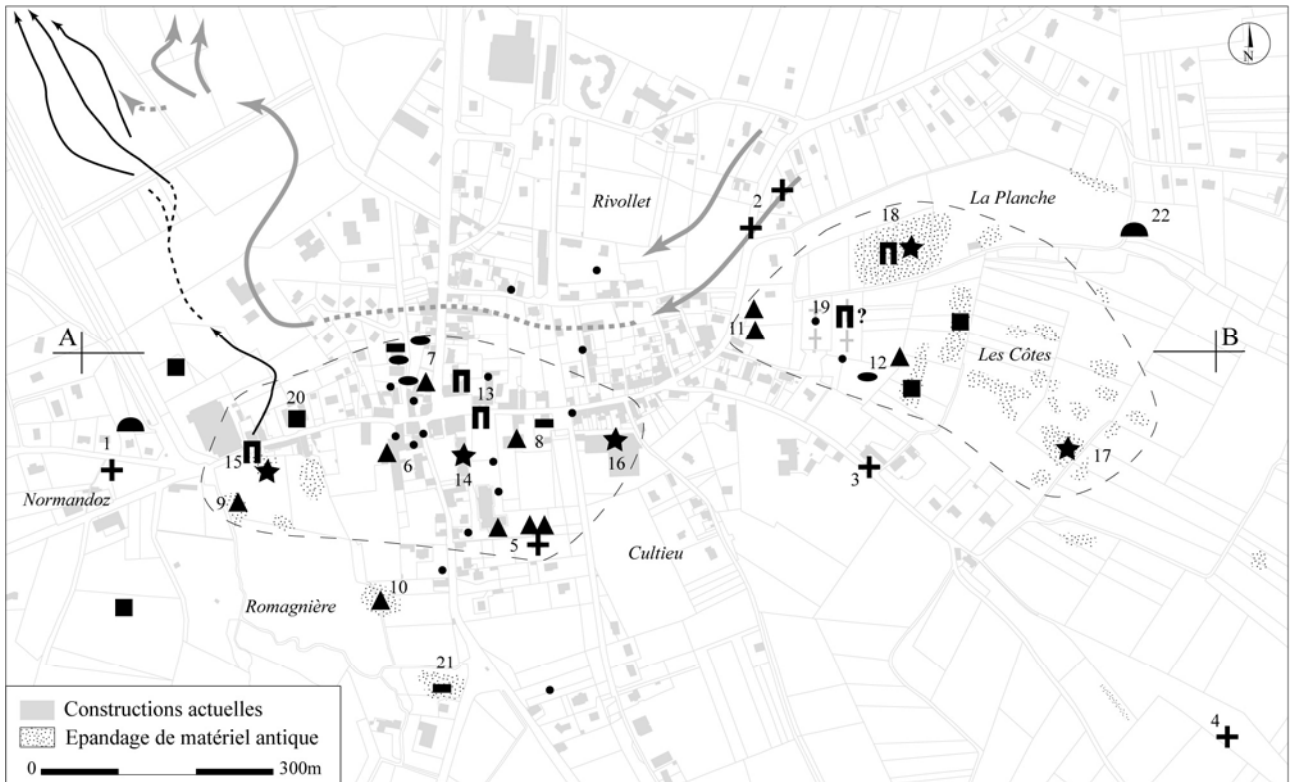 N
2
Rivollet
La Planche
18
22
19
?
11
A
B
7
12
Les Côtes
13
20
1
8
15
6
14
16
17
3
Normandoz
9
5
Cultieu
10
Romagnière
21
4
Constructions actuelles
Epandage de matériel antique
0 300m